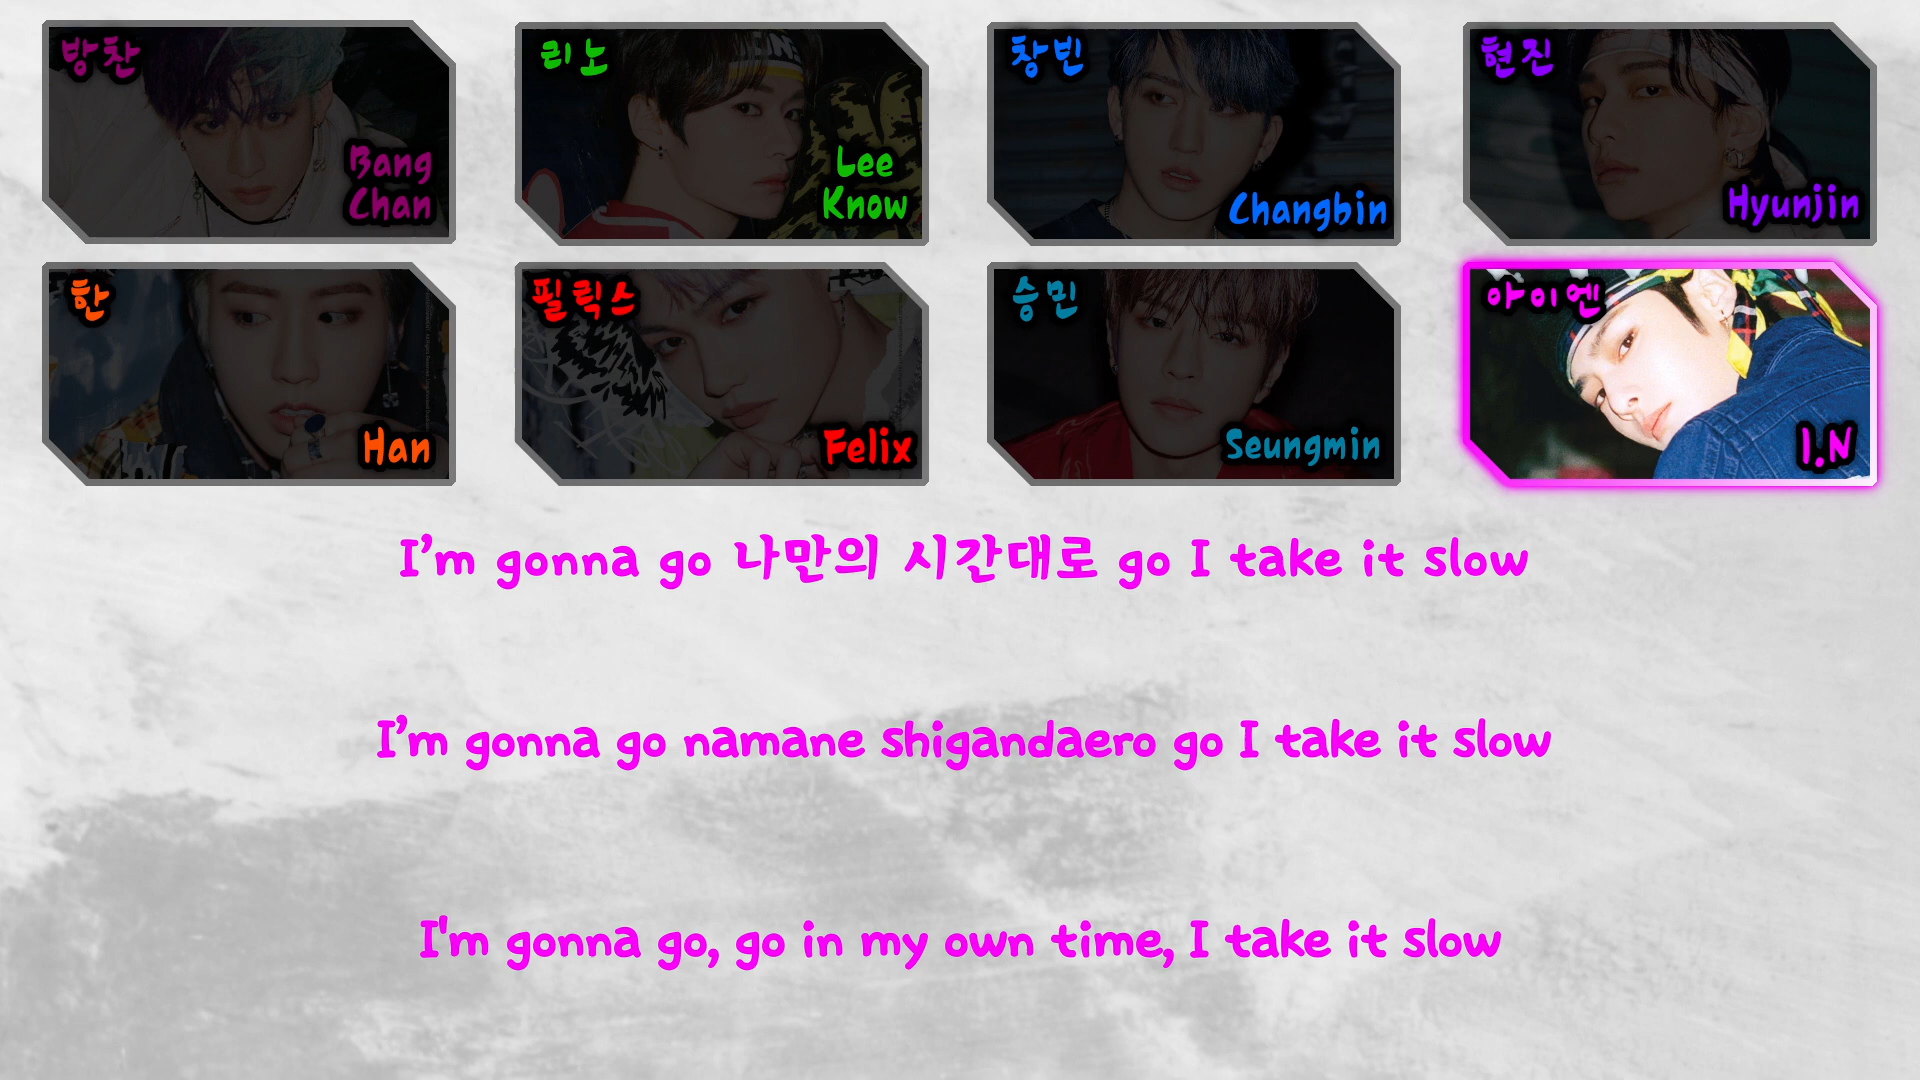 방찬
Bang
Chan
리노
Lee
Know
창빈
Changbin
현진
Hyunjin
한
Han
필릭스
Felix
승민
Seungmin
아이엔
I.N
I’m gonna go 나만의 시간대로 go I take it slow
I’m gonna go namane shigandaero go I take it slow
I'm gonna go, go in my own time, I take it slow